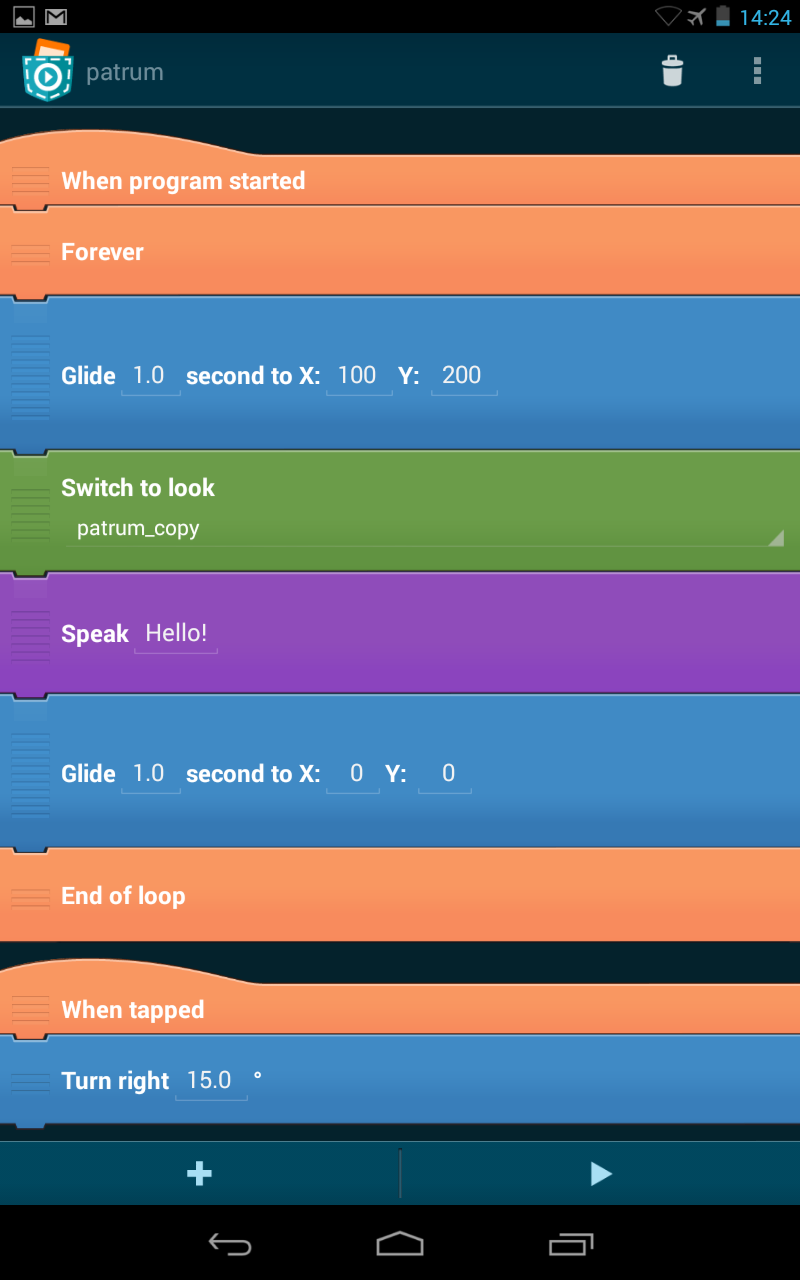 14:24
patrum
When program started
Forever
Glide 1.0 second to X: 100 Y: 200
Switch to look
patrum_copy
Speak Hello!
Glide 1.0 second to X: 0 Y: 0
End of loop
When tapped
Turn right 15.0 °